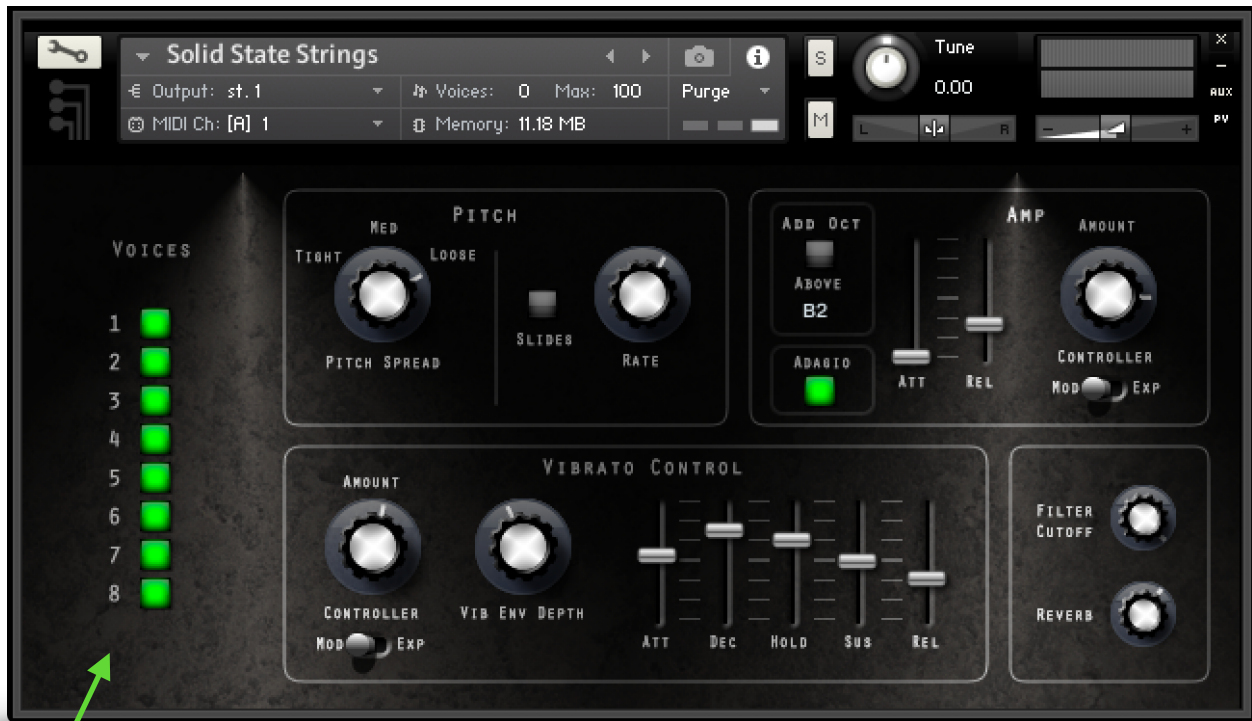 Solid State Strings
Output: st.1
Voices: 0 Max: 100
Purge
MIDI Ch: [A] 1
Memory: 11.18 MB
i
S
M
Tune
0.00
L
R
-
+
×
–
AUX
PV
VOICES
1
2
3
4
5
6
7
8
PITCH
TIGHT
MED
LOOSE
PITCH SPREAD
SLIDES
RATE
AMP
ADD OCT
ABOVE
B2
ADAGIO
ATT
REL
AMOUNT
CONTROLLER
MOD
EXP
VIBRATO CONTROL
AMOUNT
CONTROLLER
MOD
EXP
VIB ENV DEPTH
ATT
DEC
HOLD
SUS
REL
FILTER
CUTOFF
REVERB